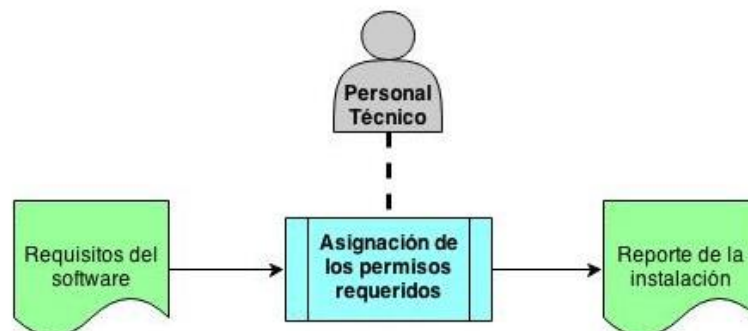 Personal
Técnico
Requisitos del
software
Asignación de
los permisos
requeridos
Reporte de la
instalación